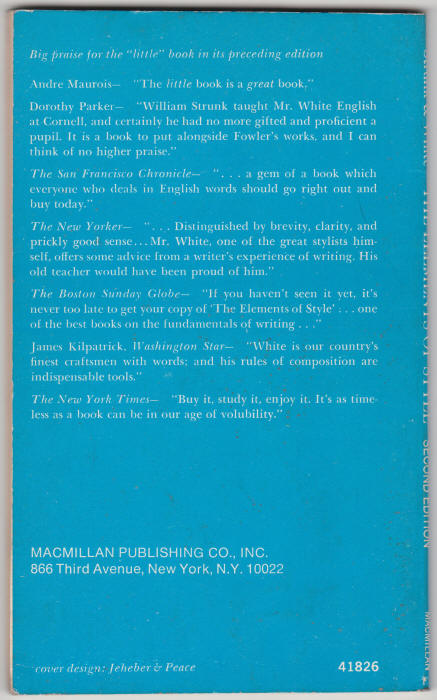 Big praise for the "little" book in its preceding edition
Andre Maurois— "The little book is a great book."
Dorothy Parker— "William Strunk taught Mr. White English
at Cornell, and certainly he had no more gifted and proficient a
pupil. It is a book to put alongside Fowler's works, and I can
think of no higher praise."
The San Francisco Chronicle— ". . . a gem of a book which
everyone who deals in English words should go right out and
buy today."
The New Yorker— ". . . Distinguished by brevity, clarity, and
prickly good sense... Mr. White, one of the great stylists him-
self, offers some advice from a writer's experience of writing. His
old teacher would have been proud of him."
The Boston Sunday Globe— "If you haven't seen it yet, it's
never too late to get your copy of 'The Elements of Style' . . . one
of the best books on the fundamentals of writing . . ."
James Kilpatrick, Washington Star— "White is our country's
finest craftsmen with words; and his rules of composition are
indispensable tools."
The New York Times— "Buy it, study it, enjoy it. It's as time-
less as a book can be in our age of volubility."
MACMILLAN PUBLISHING CO., INC.
866 Third Avenue, New York, N.Y. 10022
cover design: Jeheber & Peace
41826
THE ELEMENTS OF STYLE
SECOND EDITION
MACMILLAN